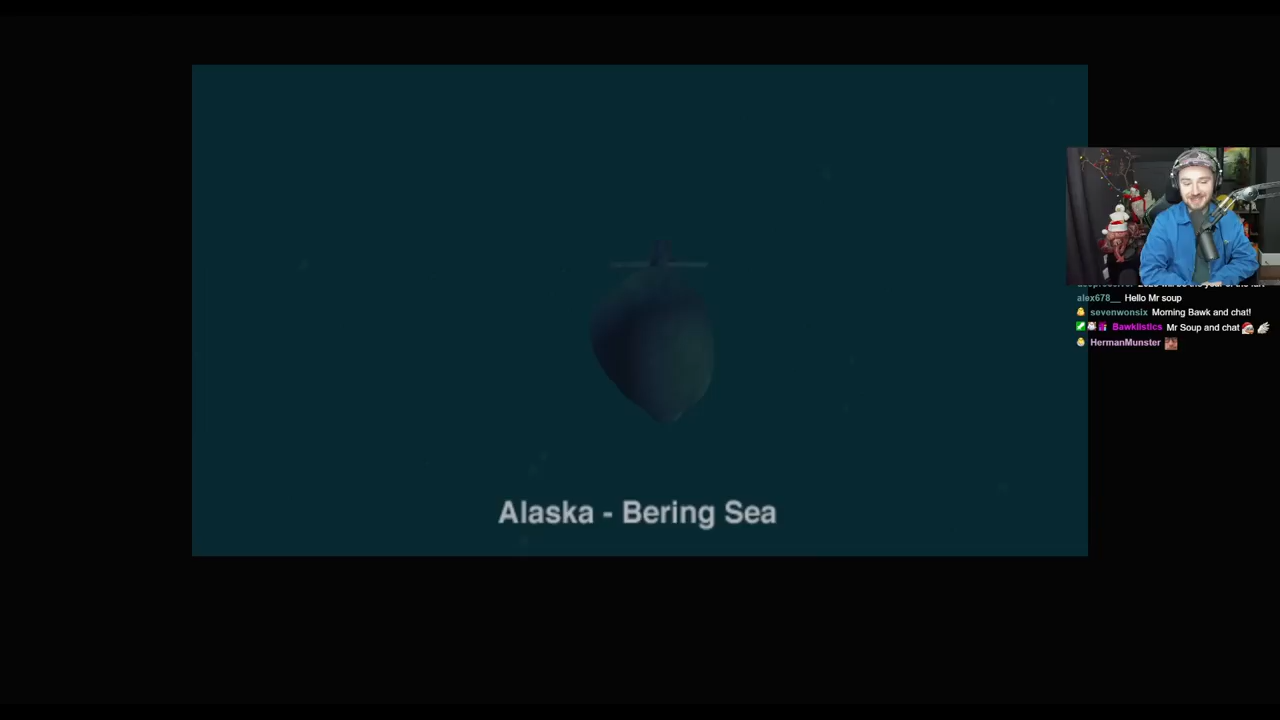 Alaska - Bering Sea
alex678__ Hello Mr soup
sevenwonsix Morning Bawk and chat!
Bawklistics Mr Soup and chat
HermanMunster